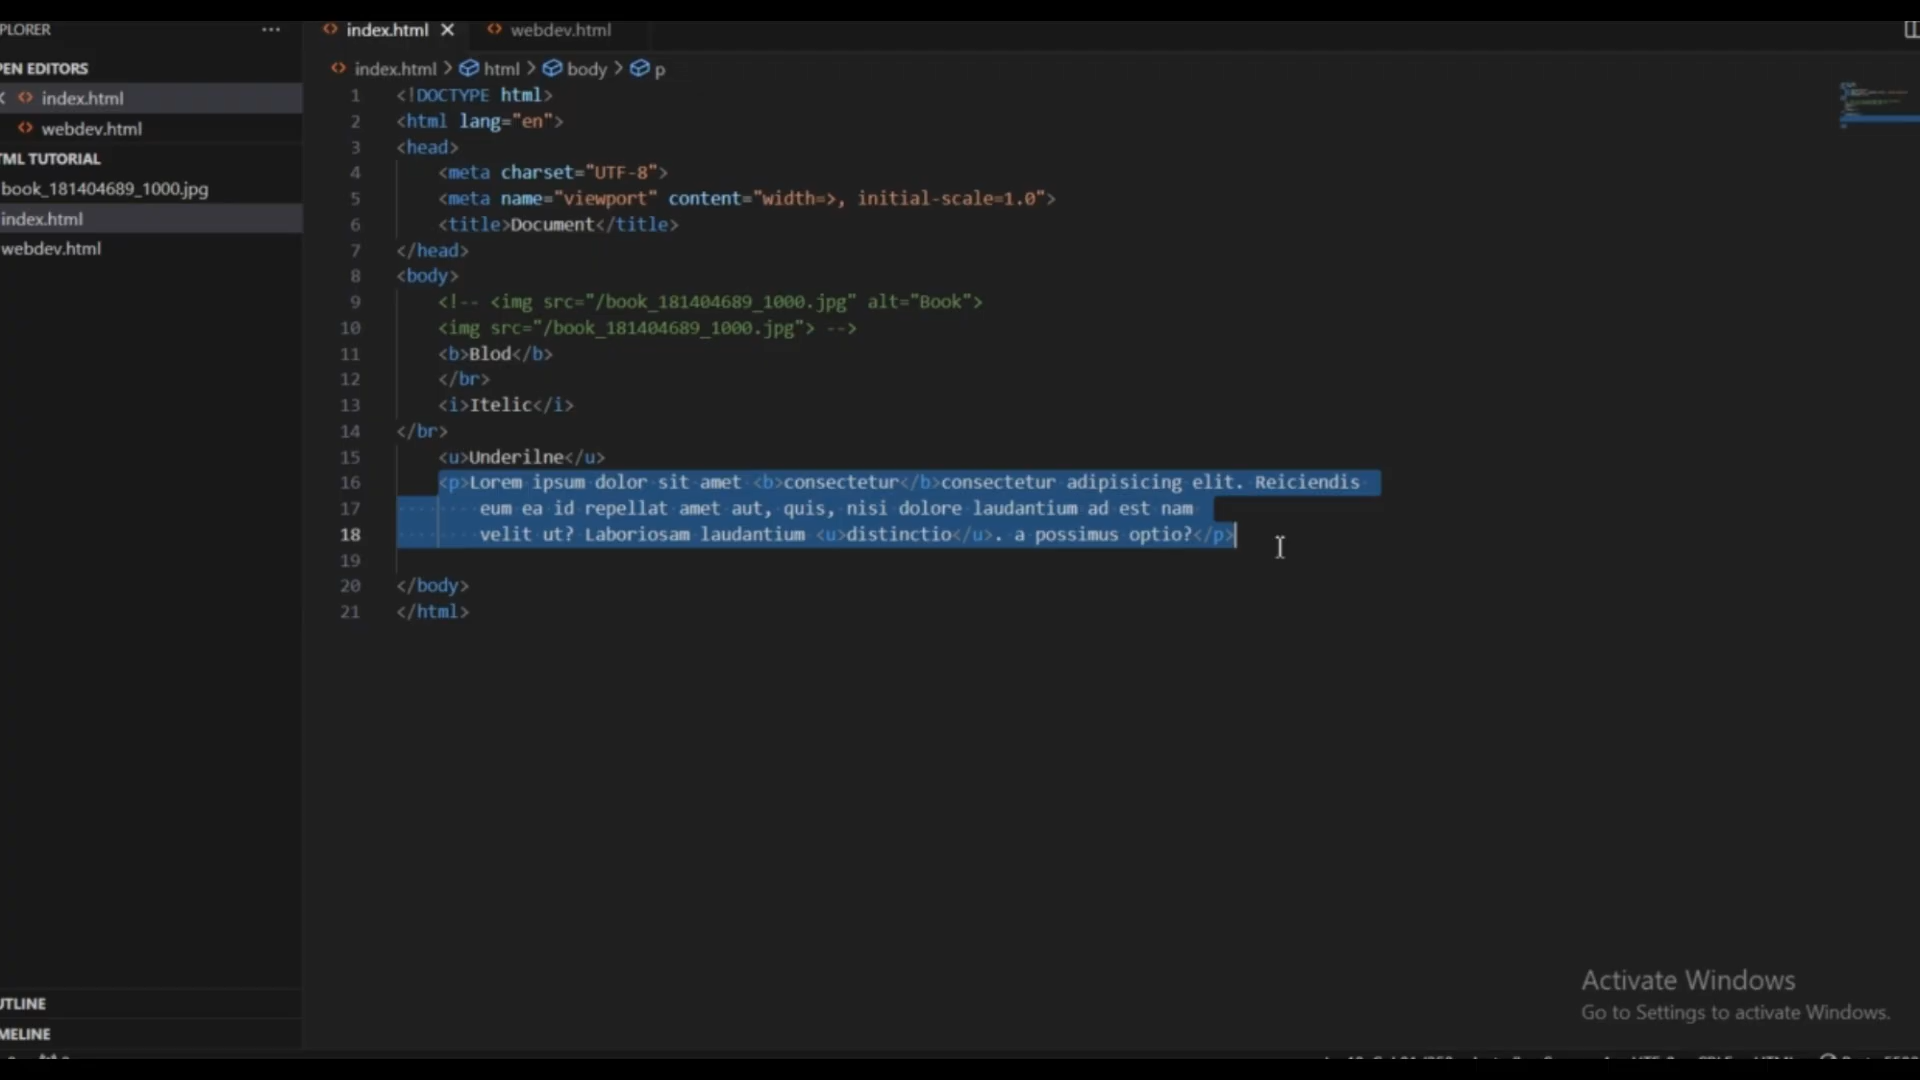 PLORER ...
index.html
webdev.html
PEN EDITORS
index.html
webdev.html
TML TUTORIAL
book_181404689_1000.jpg
index.html
webdev.html
index.html > html > body > p
1 <!DOCTYPE html>
2 <html lang="en">
3 <head>
4 <meta charset="UTF-8">
5 <meta name="viewport" content="width=>, initial-scale=1.0">
6 <title>Document</title>
7 </head>
8 <body>
9 <!-- <img src="/book_181404689_1000.jpg" alt="Book">
10 <img src="/book_181404689_1000.jpg"> -->
11 <b>Blod</b>
12 </br>
13 <i>Itelic</i>
14 </br>
15 <u>Underilne</u>
16 <p>Lorem ipsum dolor sit amet <b>consectetur</b>consectetur adipisicing elit. Reiciendis
17 eum ea id repellat amet aut, quis, nisi dolore laudantium ad est nam
18 velit ut? Laboriosam laudantium <u>distinctio</u>. a possimus optio?</p>
19
20 </body>
21 </html>
UTLINE
MELINE
Activate Windows
Go to Settings to activate Windows.